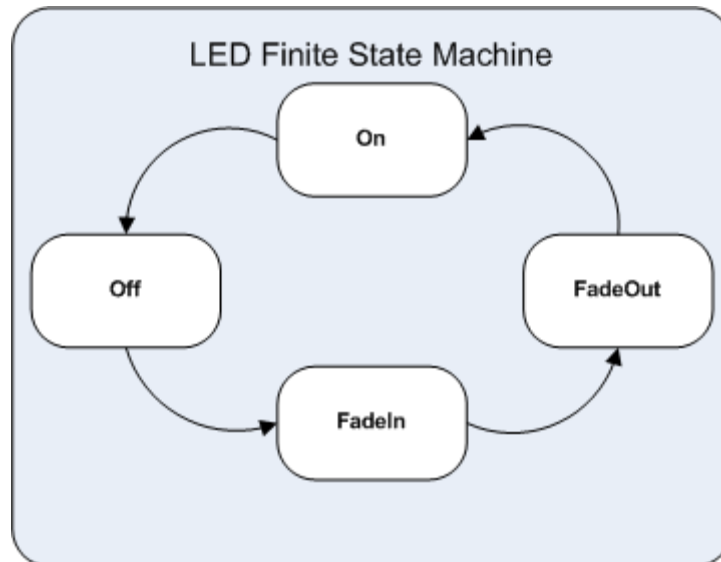 LED Finite State Machine
On
Off
FadeOut
FadeIn